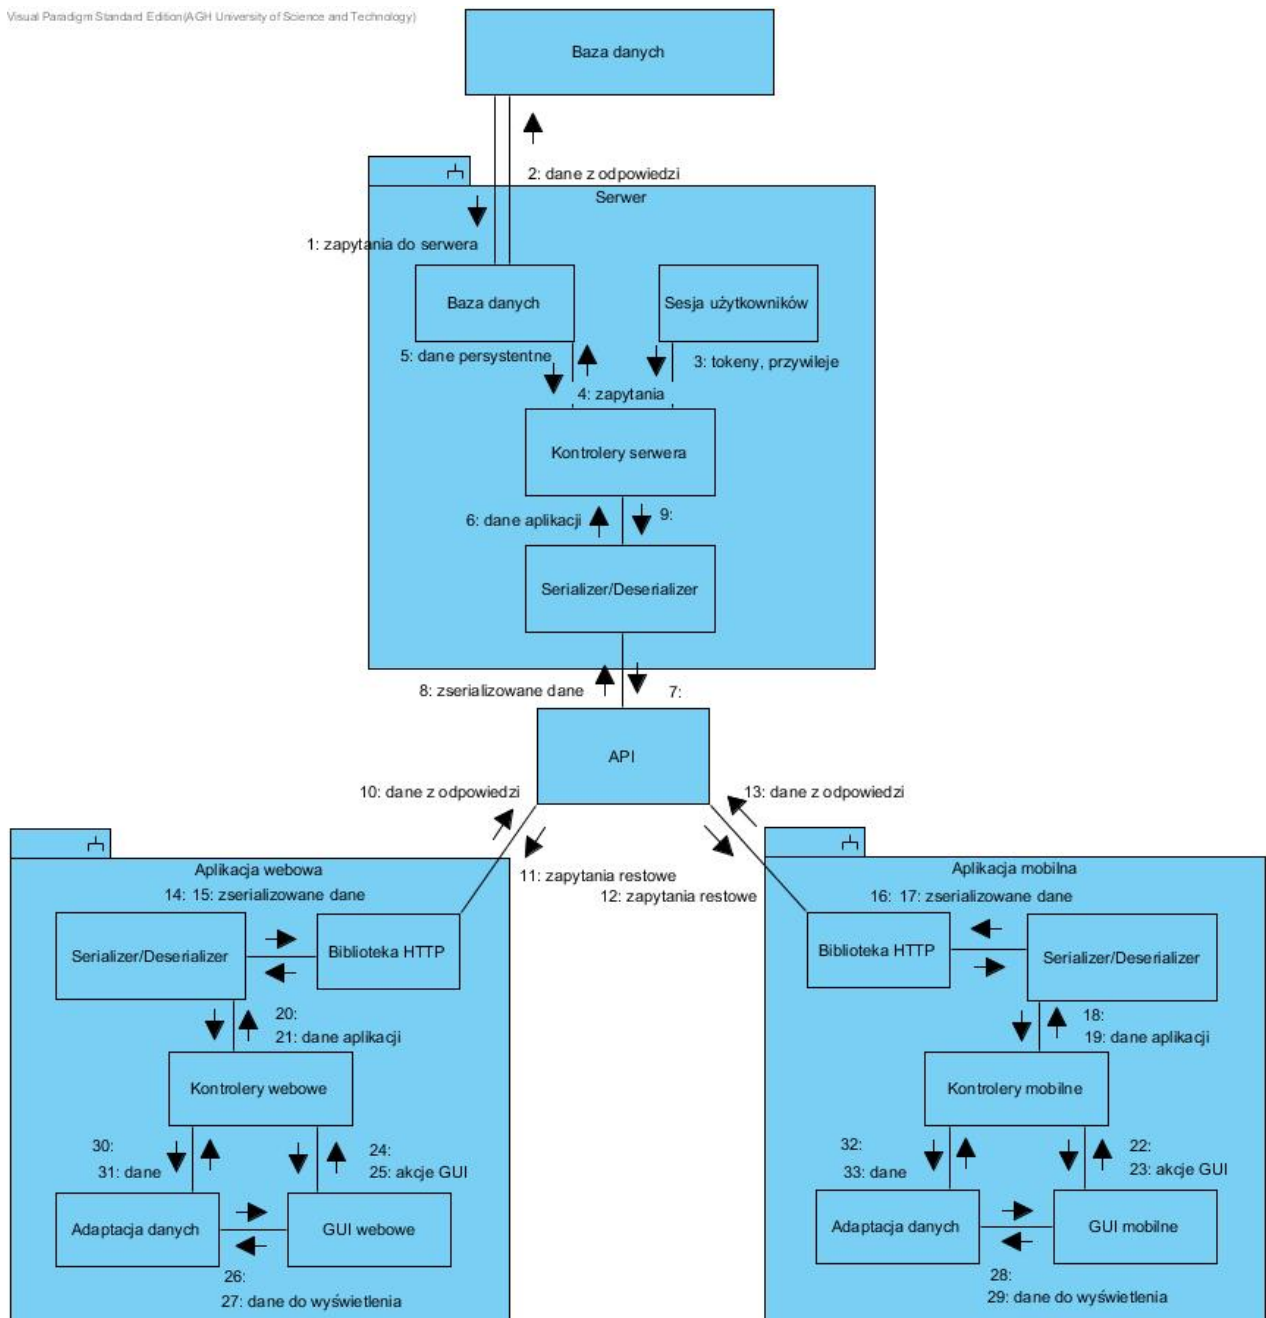 Visual Paradigm Standard Edition(AGH University of Science and Technology)
Baza danych
2: dane z odpowiedzi
Serwer
1: zapytania do serwera
Baza danych
Sesja użytkowników
5: dane persystentne
3: tokeny, przywileje
4: zapytania
Kontrolery serwera
6: dane aplikacji
9:
Serializer/Deserializer
8: zserializowane dane
7:
API
10: dane z odpowiedzi
13: dane z odpowiedzi
11: zapytania restowe
12: zapytania restowe
Aplikacja webowa
14: 15: zserializowane dane
Serializer/Deserializer
Biblioteka HTTP
20:
21: dane aplikacji
Kontrolery webowe
30:
31: dane
24:
25: akcje GUI
Adaptacja danych
GUI webowe
26:
27: dane do wyświetlenia
Aplikacja mobilna
16: 17: zserializowane dane
Biblioteka HTTP
Serializer/Deserializer
18:
19: dane aplikacji
Kontrolery mobilne
32:
33: dane
22:
23: akcje GUI
Adaptacja danych
GUI mobilne
28:
29: dane do wyświetlenia